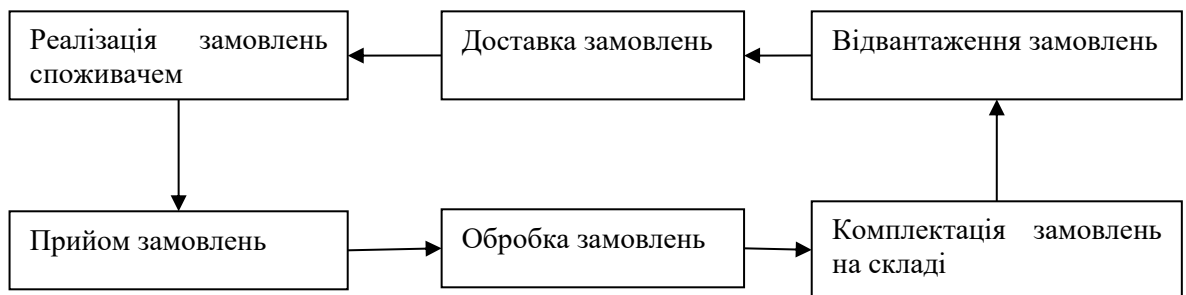 Реалізація замовлень
споживачем
Доставка замовлень
Відвантаження замовлень
Прийом замовлень
Обробка замовлень
Комплектація замовлень
на складі